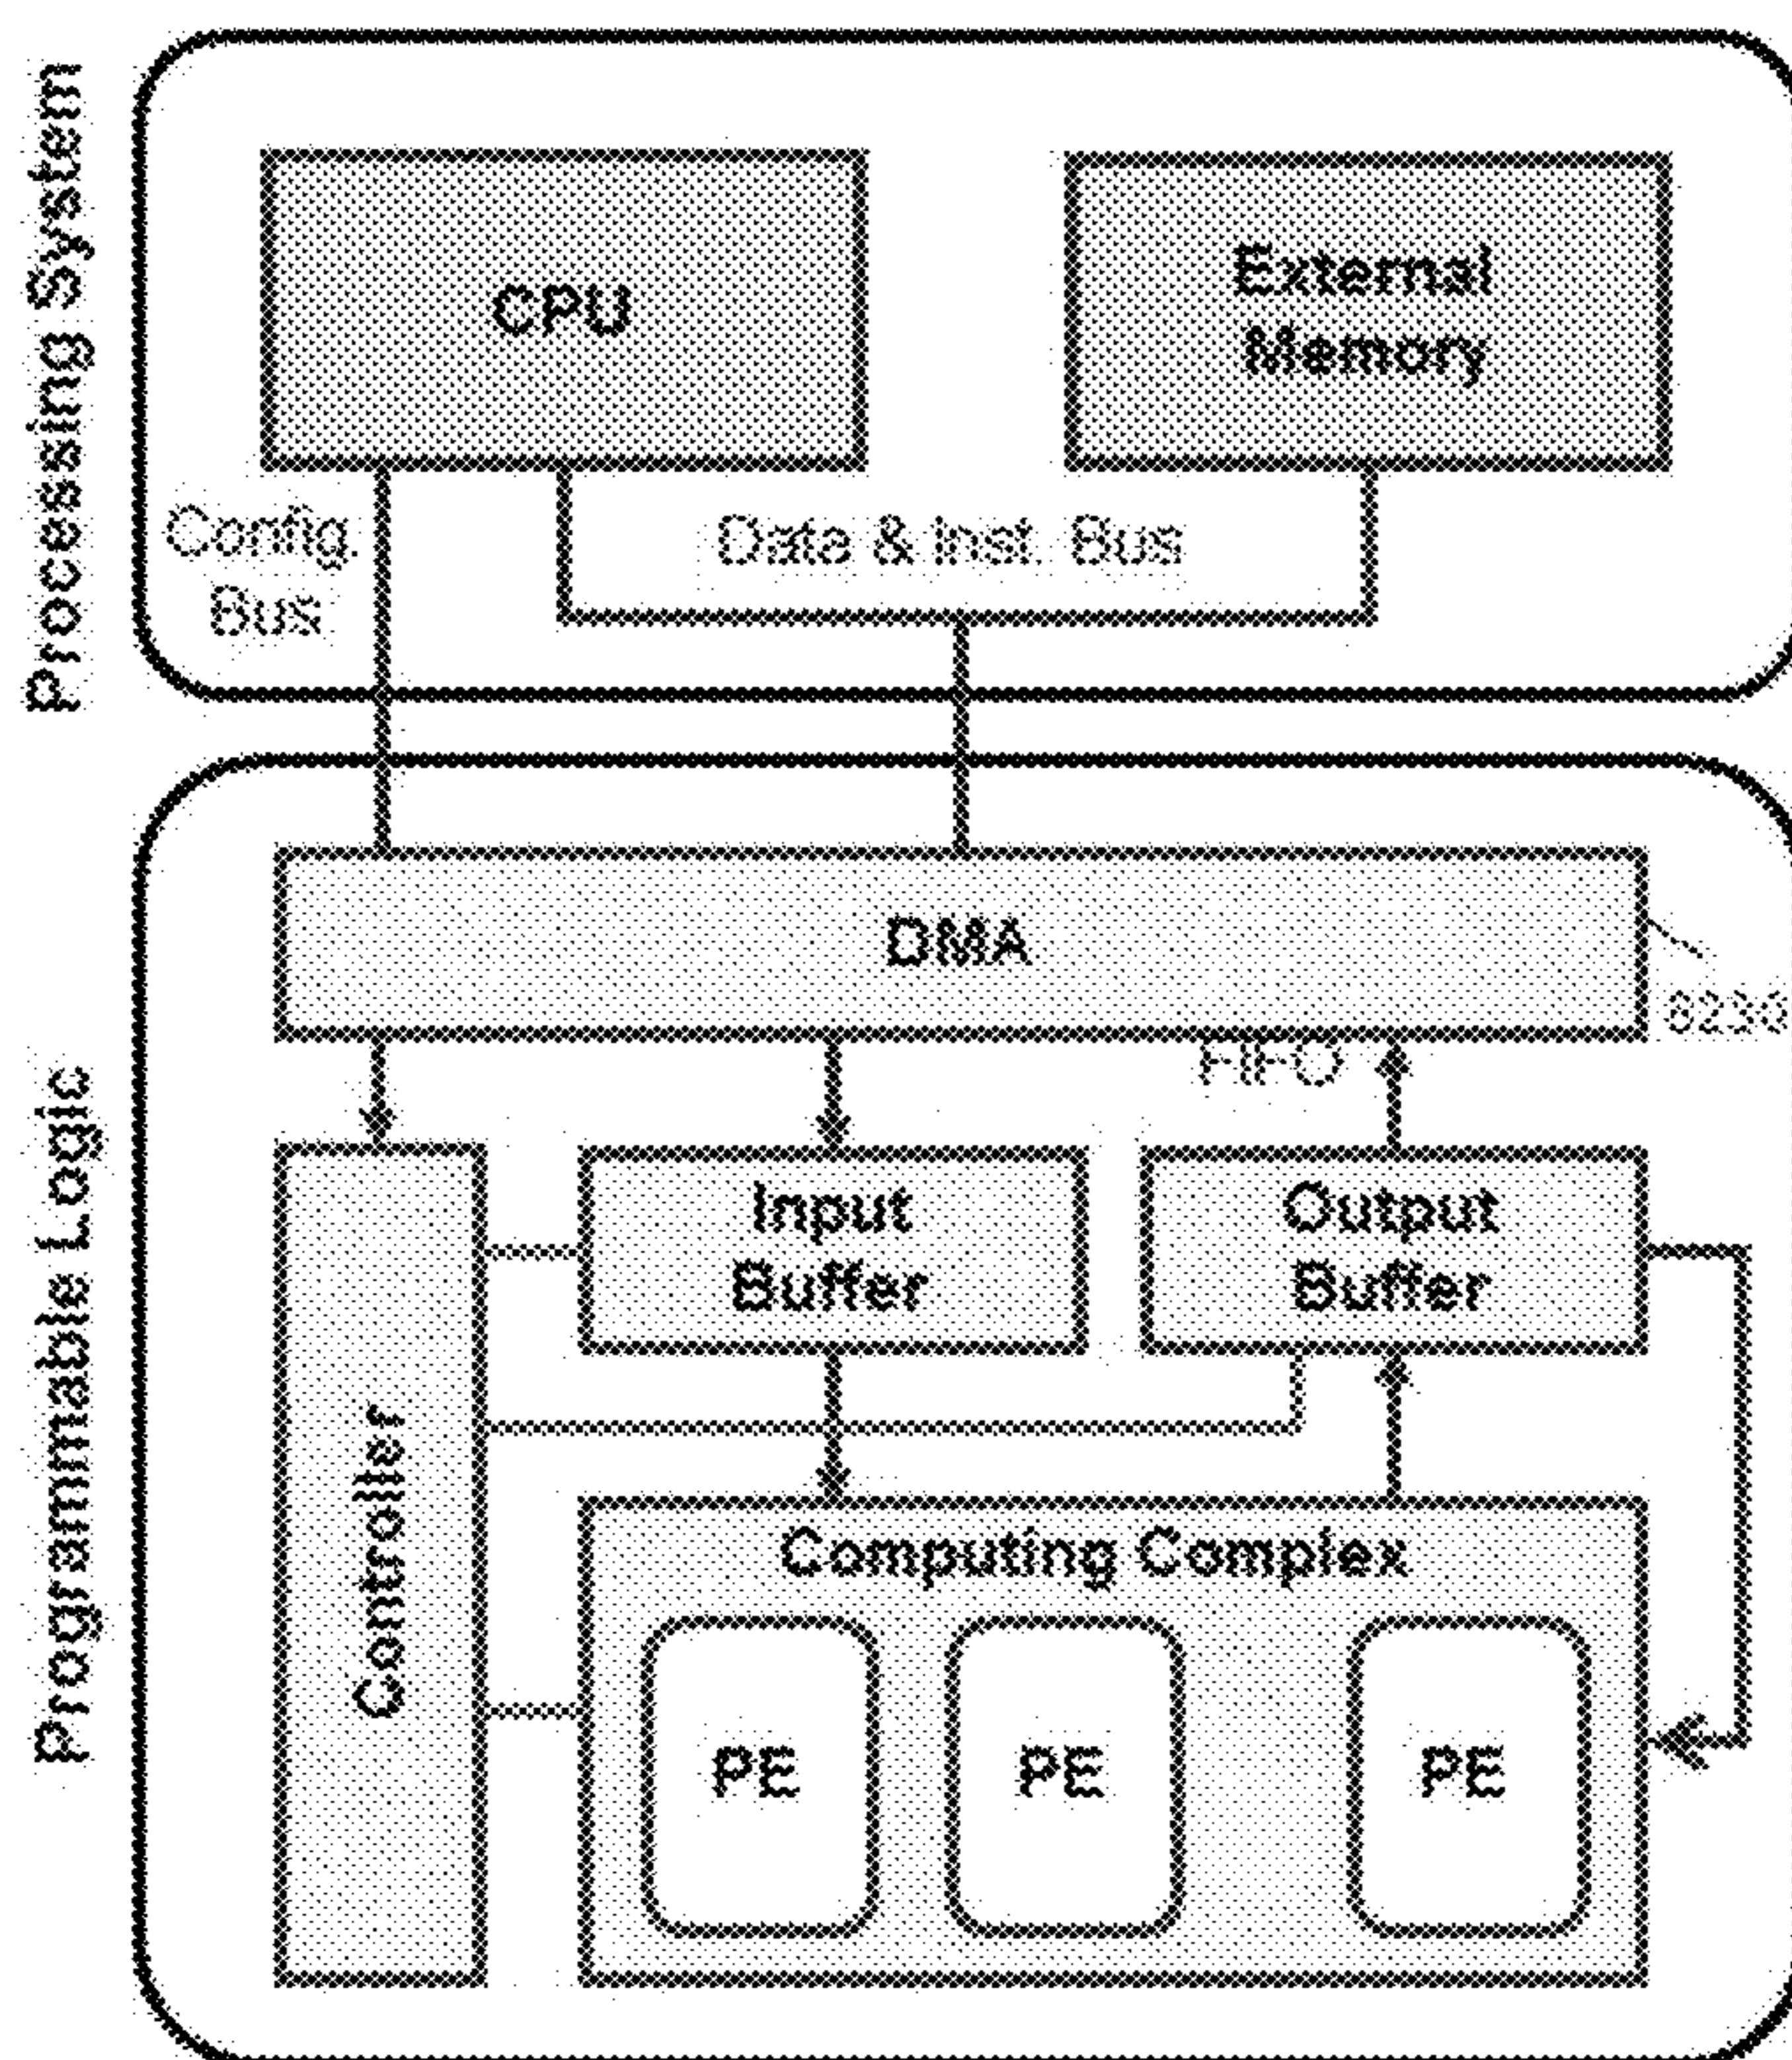 Processing System
CPU
External
Memory
Config.
Bus
Data & Inst. Bus
Programmable Logic
DMA
8230
FIFO
Input
Buffer
Output
Buffer
Controller
Computing Complex
PE
PE
PE